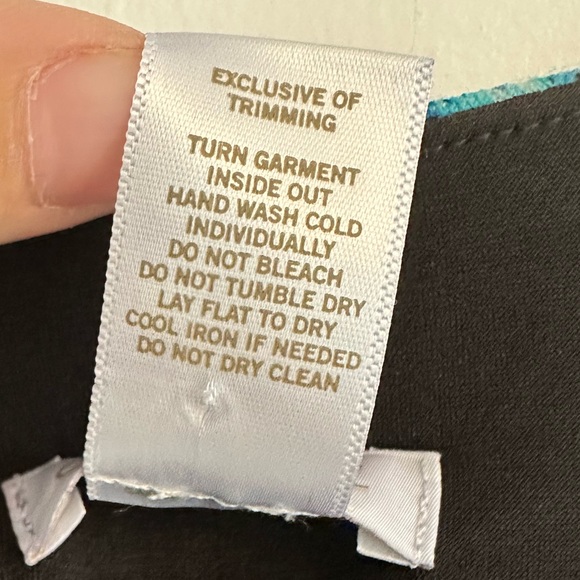 EXCLUSIVE OF
TRIMMING
TURN GARMENT
INSIDE OUT
HAND WASH COLD
INDIVIDUALLY
DO NOT BLEACH
DO NOT TUMBLE DRY
LAY FLAT TO DRY
COOL IRON IF NEEDED
DO NOT DRY CLEAN